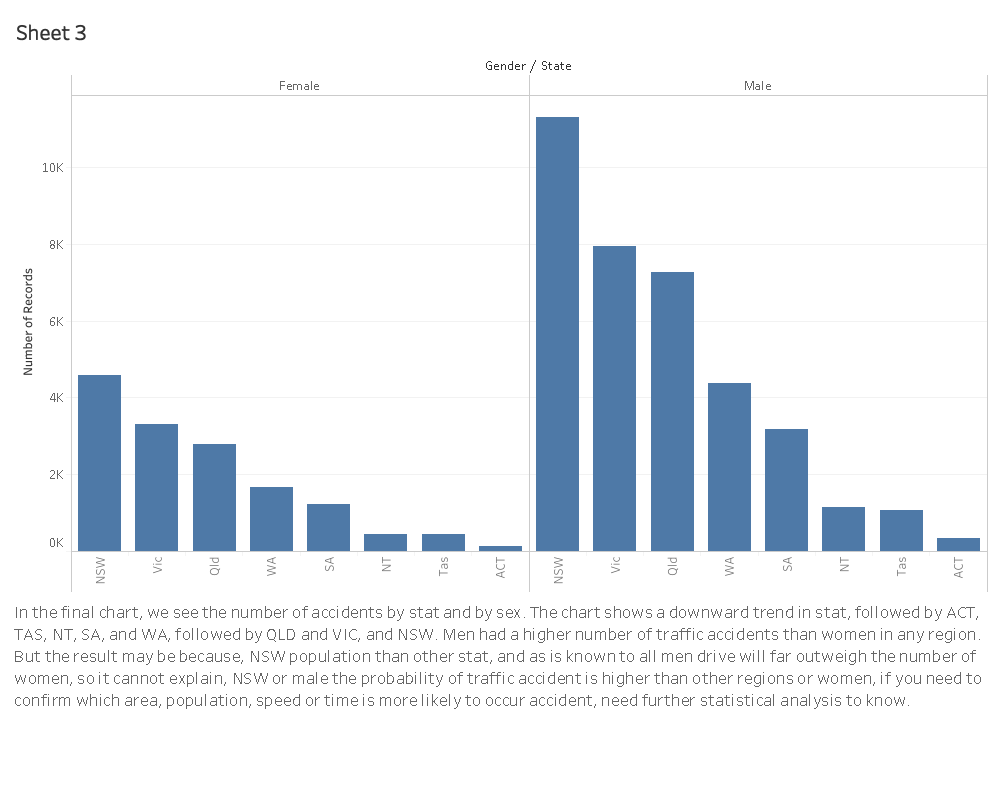 Sheet 3
Gender / State
Female
Male
Number of Records
10K
8K
6K
4K
2K
0K
NSW
Vic
Qld
WA
SA
NT
Tas
ACT
NSW
Vic
Qld
WA
SA
NT
Tas
ACT
In the final chart, we see the number of accidents by stat and by sex. The chart shows a downward trend in stat, followed by ACT,
TAS, NT, SA, and WA, followed by QLD and VIC, and NSW. Men had a higher number of traffic accidents than women in any region.
But the result may be because, NSW population than other stat, and as is known to all men drive will far outweigh the number of
women, so it cannot explain, NSW or male the probability of traffic accident is higher than other regions or women, if you need to
confirm which area, population, speed or time is more likely to occur accident, need further statistical analysis to know.